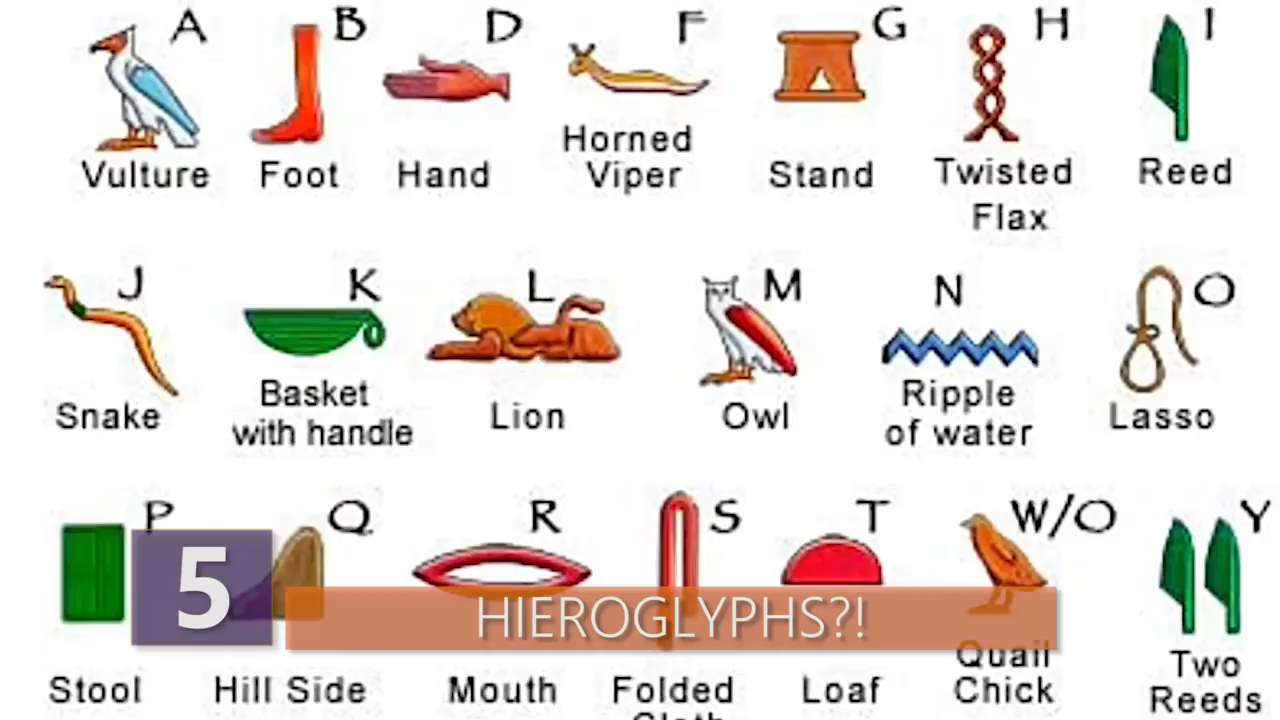 A B D F G H I
Vulture Foot Hand Horned Viper Stand Twisted Flax Reed
J K L M N O
Snake Basket with handle Lion Owl Ripple of water Lasso
P Q R S T W/O Y
5 HIEROGLYPHS?!
Stool Hill Side Mouth Folded Cloth Loaf Quail Chick Two Reeds